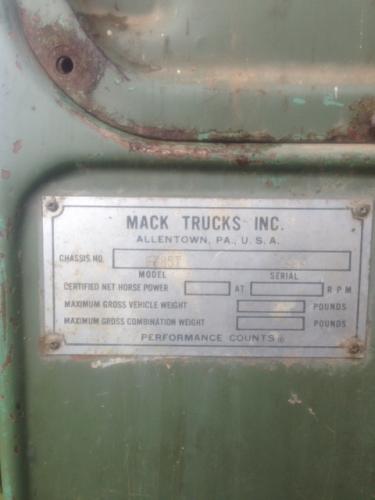 MACK TRUCKS INC.
ALLENTOWN, PA., U. S. A.
CHASSIS NO.
MODEL SERIAL
CERTIFIED NET HORSE POWER AT R P M
MAXIMUM GROSS VEHICLE WEIGHT POUNDS
MAXIMUM GROSS COMBINATION WEIGHT POUNDS
PERFORMANCE COUNTS ®